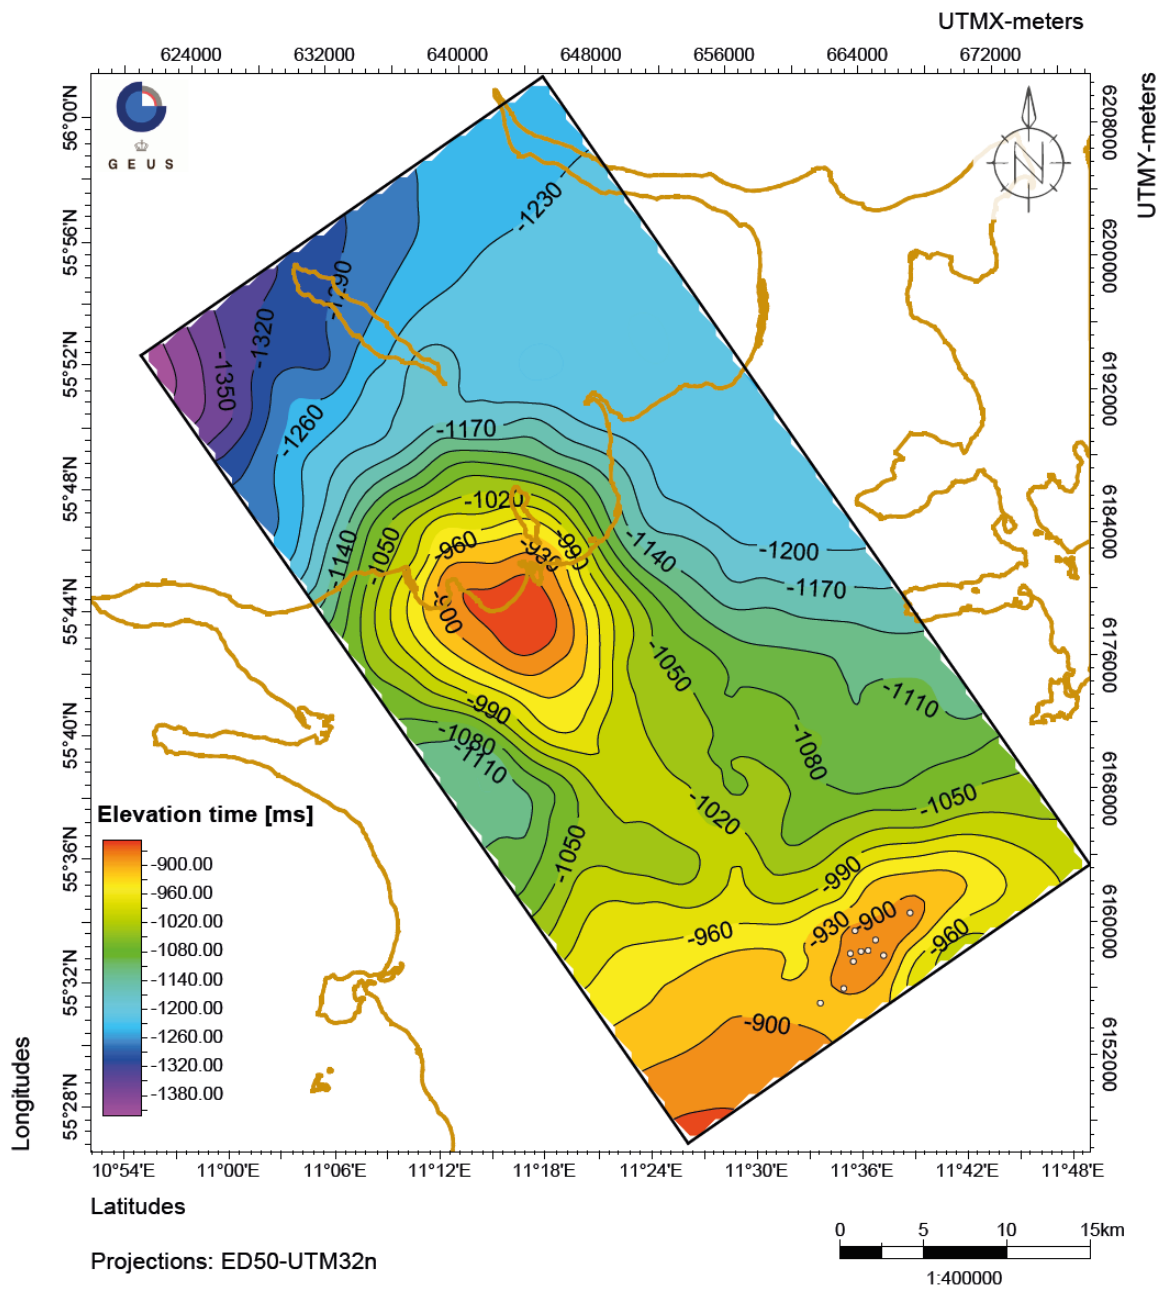 UTMX-meters
624000 632000 640000 648000 656000 664000 672000
UTMY-meters
6208000
6200000
6192000
6184000
6176000
6168000
6160000
6152000
56°00'N
55°56'N
55°52'N
55°48'N
55°44'N
55°40'N
55°36'N
55°32'N
55°28'N
Longitudes
GEUS
N
-1230
-1290
-1320
-1350
-1260
-1170
-1020
-990
-960
-930
-1140
-1050
-1140
-1200
-1170
-900
-1050
-1110
-990
-1080
-1110
-1080
-1020
-1050
-1050
-990
-960
-930
-900
-960
-900
Elevation time [ms]
-900.00
-960.00
-1020.00
-1080.00
-1140.00
-1200.00
-1260.00
-1320.00
-1380.00
10°54'E 11°00'E 11°06'E 11°12'E 11°18'E 11°24'E 11°30'E 11°36'E 11°42'E 11°48'E
Latitudes
Projections: ED50-UTM32n
0 5 10 15km
1:400000